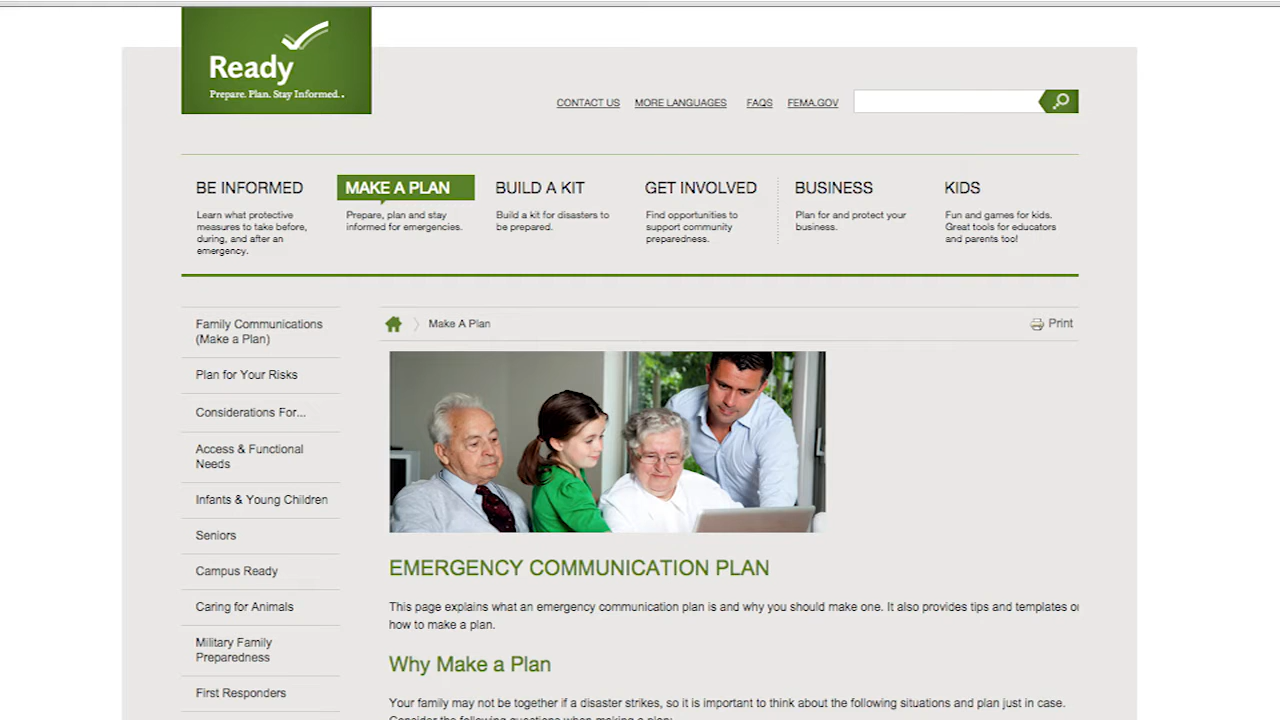 Ready
Prepare. Plan. Stay Informed. .
CONTACT US MORE LANGUAGES FAQS FEMA.GOV
BE INFORMED
Learn what protective
measures to take before,
during, and after an
emergency.
MAKE A PLAN
Prepare, plan and stay
informed for emergencies.
BUILD A KIT
Build a kit for disasters to
be prepared.
GET INVOLVED
Find opportunities to
support community
preparedness.
BUSINESS
Plan for and protect your
business.
KIDS
Fun and games for kids.
Great tools for educators
and parents too!
Family Communications
(Make a Plan)
Plan for Your Risks
Considerations For...
Access & Functional
Needs
Infants & Young Children
Seniors
Campus Ready
Caring for Animals
Military Family
Preparedness
First Responders
Make A Plan
Print
EMERGENCY COMMUNICATION PLAN
This page explains what an emergency communication plan is and why you should make one. It also provides tips and templates on
how to make a plan.
Why Make a Plan
Your family may not be together if a disaster strikes, so it is important to think about the following situations and plan just in case.
Consider the following questions when making a plan: